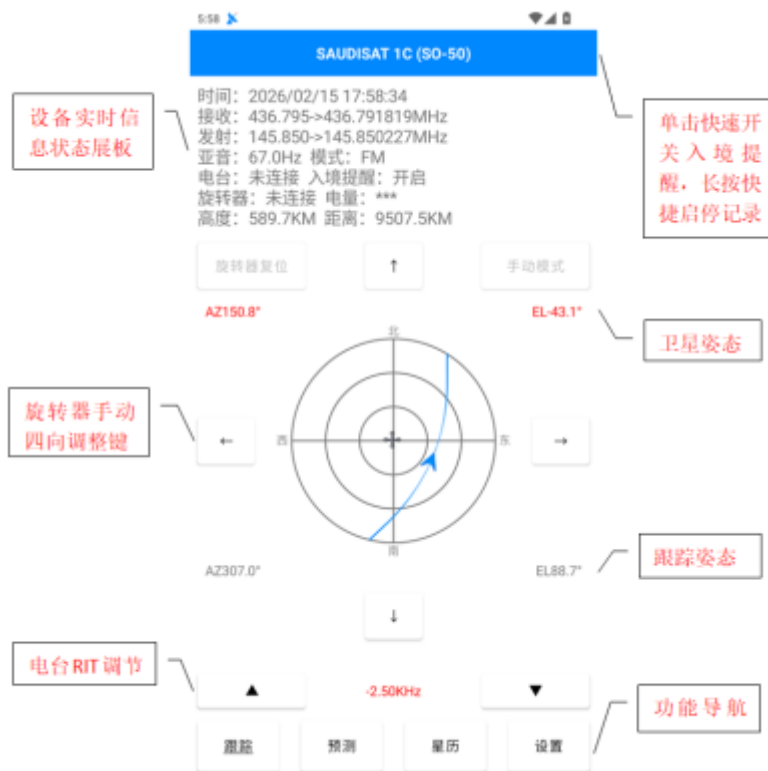 5:58
SAUDISAT 1C (SO-50)
时间：2026/02/15 17:58:34
接收：436.795->436.791819MHz
发射：145.850->145.850227MHz
亚音：67.0Hz 模式：FM
电台：未连接 入境提醒：开启
旋转器：未连接 电量：***
高度：589.7KM 距离：9507.5KM
设备实时信
息状态展板
单击快速开
关入境提
醒，长按快
捷启停记录
旋转器复位
↑
手动模式
AZ150.8°
EL-43.1°
卫星姿态
北
旋转器手动
四向调整键
←
西
东
→
南
AZ307.0°
EL88.7°
跟踪姿态
↓
电台RIT调节
▲
-2.50KHz
▼
功能导航
跟踪
预测
星历
设置